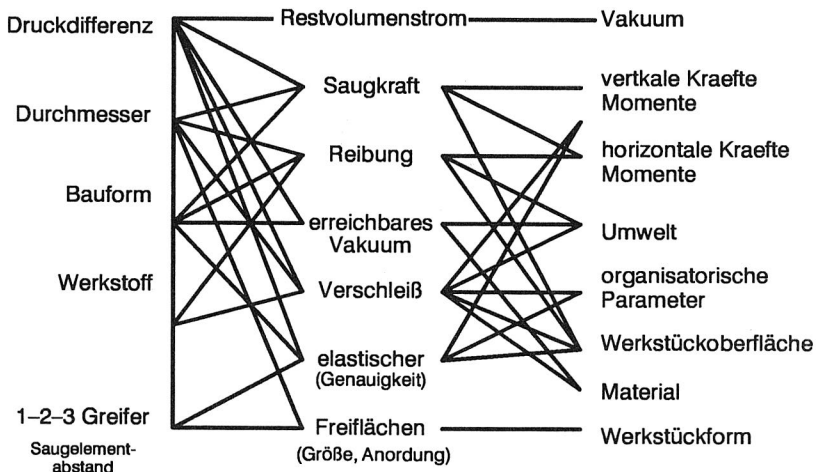 Druckdifferenz
Durchmesser
Bauform
Werkstoff
1–2–3 Greifer
Saugelement-
abstand
Restvolumenstrom
Saugkraft
Reibung
erreichbares
Vakuum
Verschleiß
elastischer
(Genauigkeit)
Freiflächen
(Größe, Anordung)
Vakuum
vertkale Kraefte
Momente
horizontale Kraefte
Momente
Umwelt
organisatorische
Parameter
Werkstückoberfläche
Material
Werkstückform